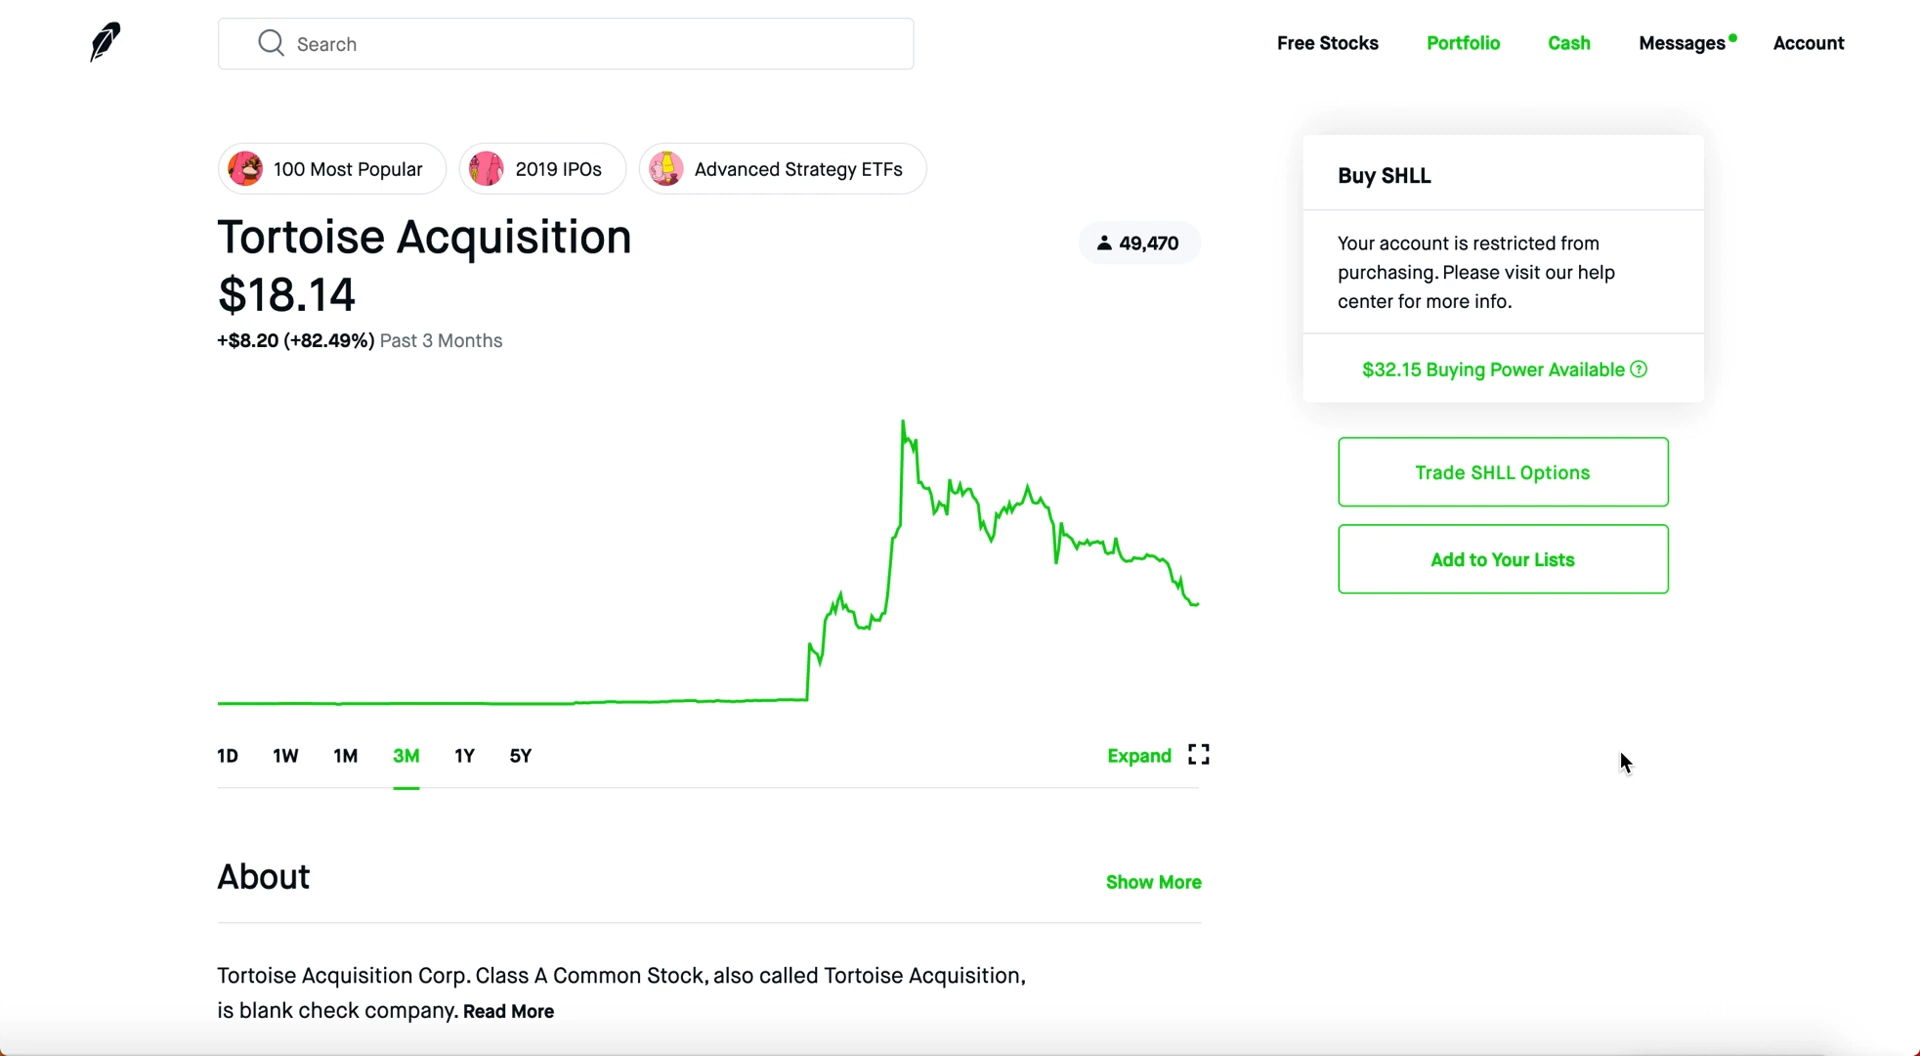 Search
Free Stocks
Portfolio
Cash
Messages
Account
100 Most Popular
2019 IPOs
Advanced Strategy ETFs
Tortoise Acquisition
49,470
$18.14
+$8.20 (+82.49%) Past 3 Months
Buy SHLL
Your account is restricted from
purchasing. Please visit our help
center for more info.
$32.15 Buying Power Available ?
Trade SHLL Options
Add to Your Lists
1D 1W 1M 3M 1Y 5Y
Expand
About
Show More
Tortoise Acquisition Corp. Class A Common Stock, also called Tortoise Acquisition,
is blank check company. Read More